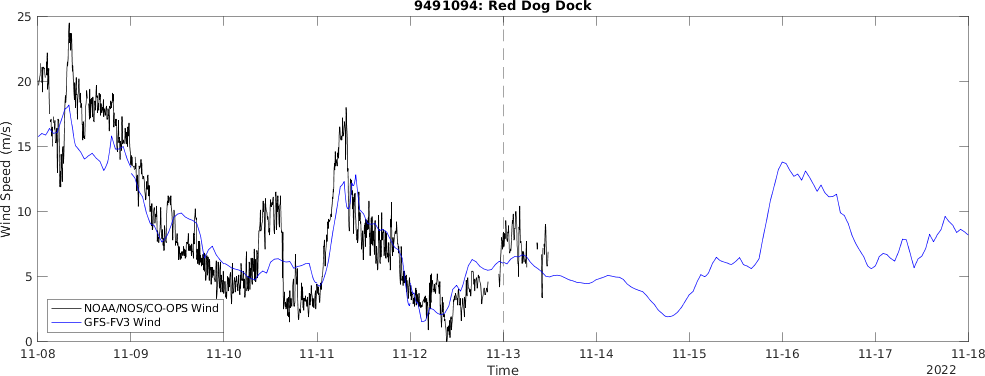 9491094: Red Dog Dock
25
20
15
10
5
0
Wind Speed (m/s)
NOAA/NOS/CO-OPS Wind
GFS-FV3 Wind
11-08 11-09 11-10 11-11 11-12 11-13 11-14 11-15 11-16 11-17 11-18
Time
2022